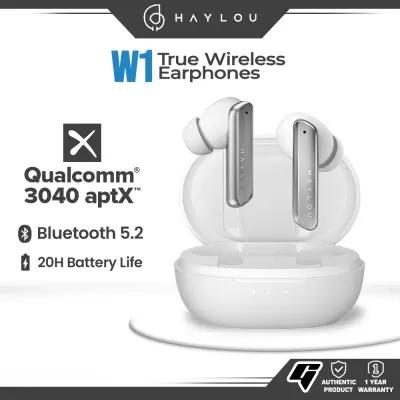 HAYLOU
W1 True Wireless
Earphones
Qualcomm®
3040 aptX™
Bluetooth 5.2
20H Battery Life
HAYLOU
HAYLOU
AUTHENTIC
PRODUCT
1 YEAR
WARRANTY